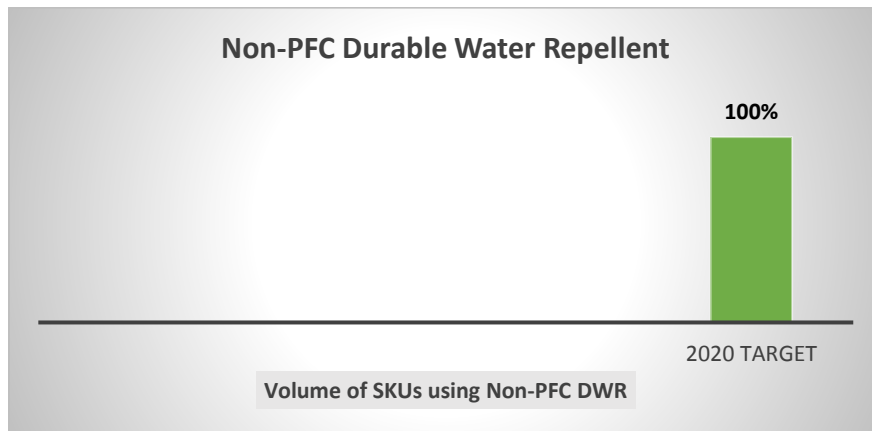 Non-PFC Durable Water Repellent
100%
2020 TARGET
Volume of SKUs using Non-PFC DWR